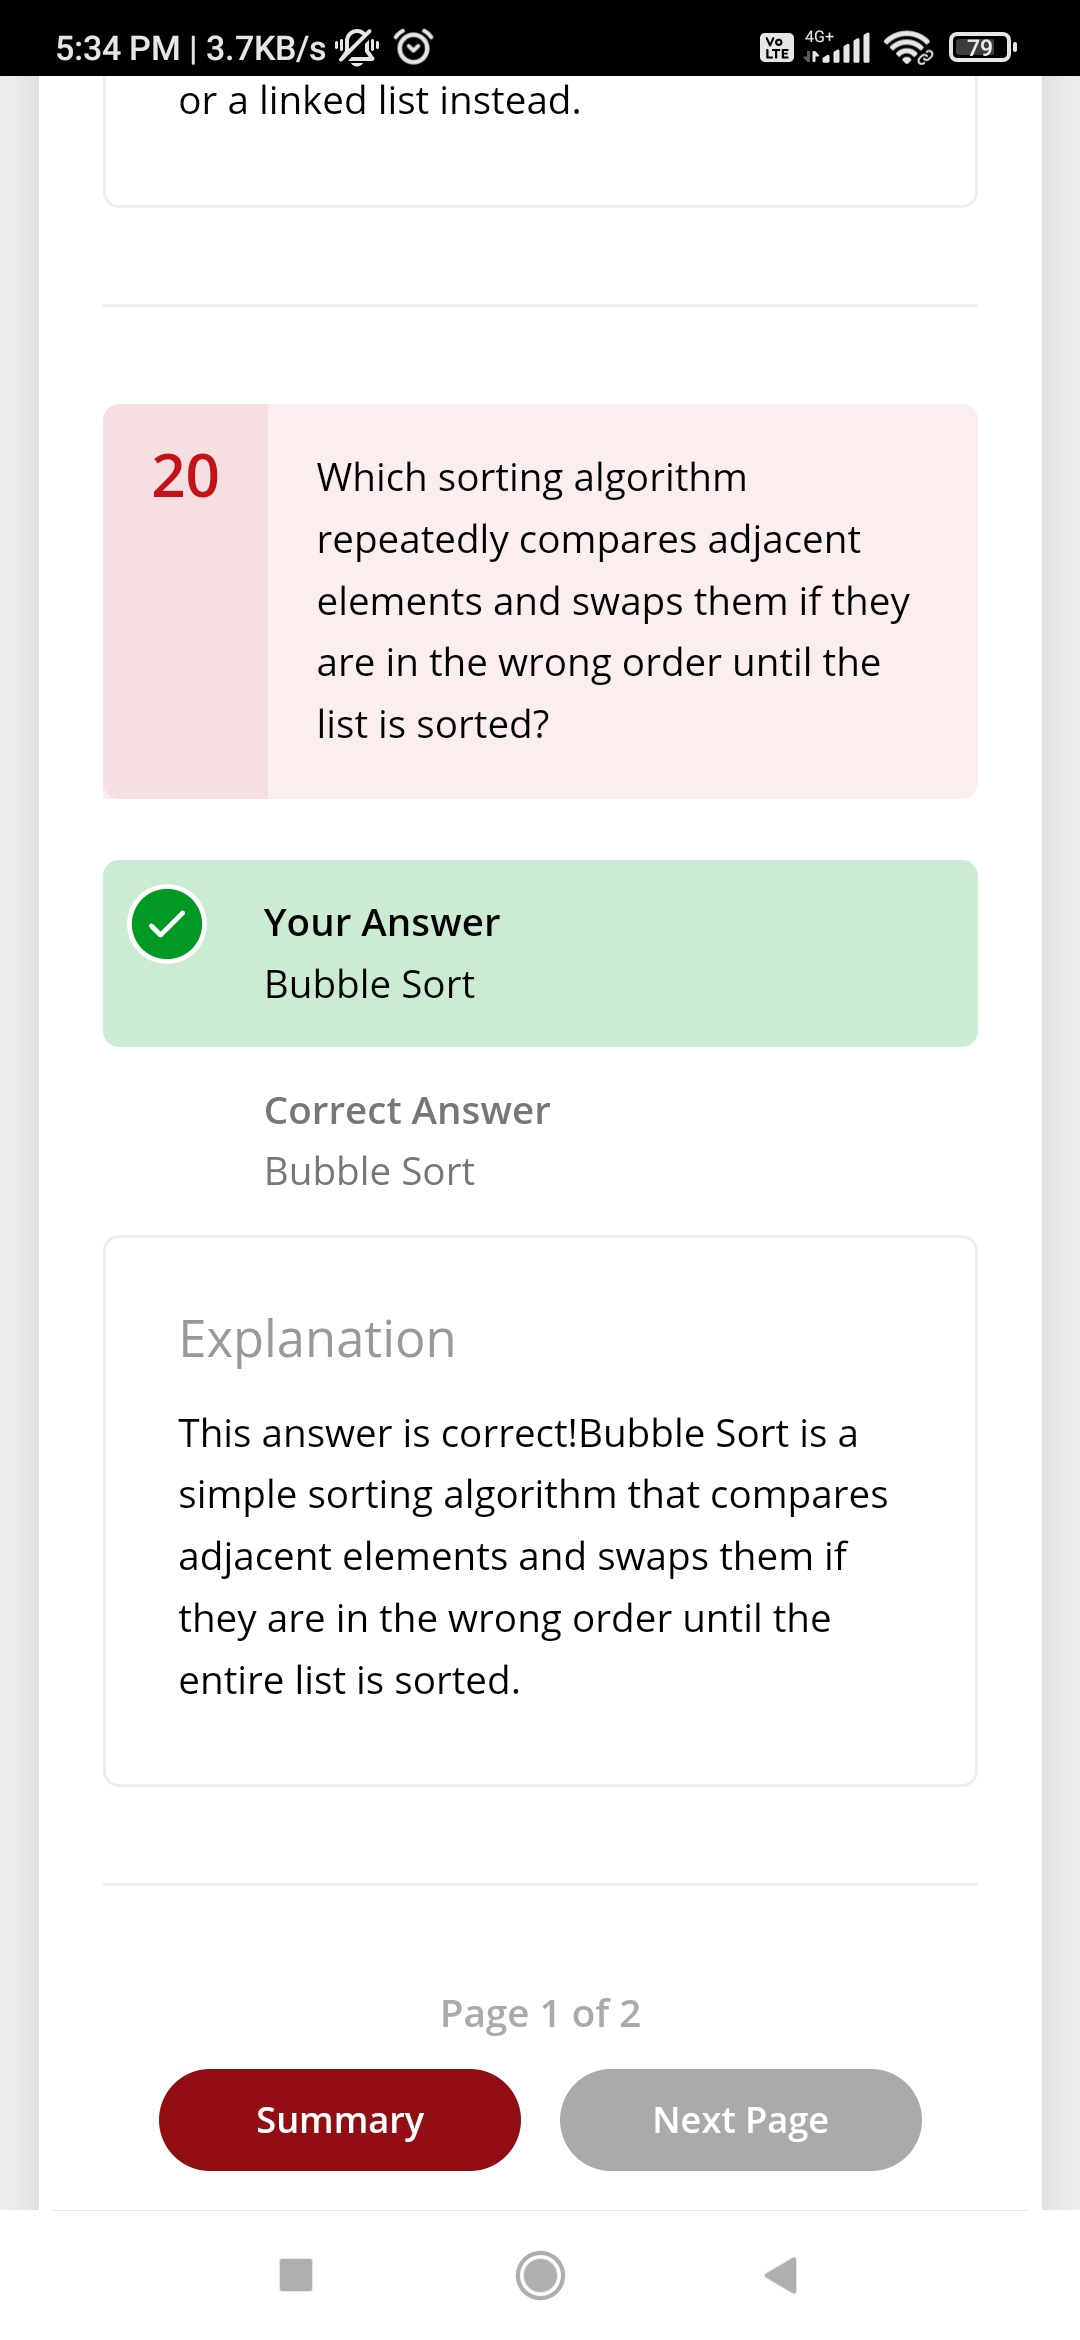 5:34 PM | 3.7KB/s
Vo LTE 4G+ 79
or a linked list instead.
20
Which sorting algorithm
repeatedly compares adjacent
elements and swaps them if they
are in the wrong order until the
list is sorted?
Your Answer
Bubble Sort
Correct Answer
Bubble Sort
Explanation
This answer is correct!Bubble Sort is a
simple sorting algorithm that compares
adjacent elements and swaps them if
they are in the wrong order until the
entire list is sorted.
Page 1 of 2
Summary
Next Page